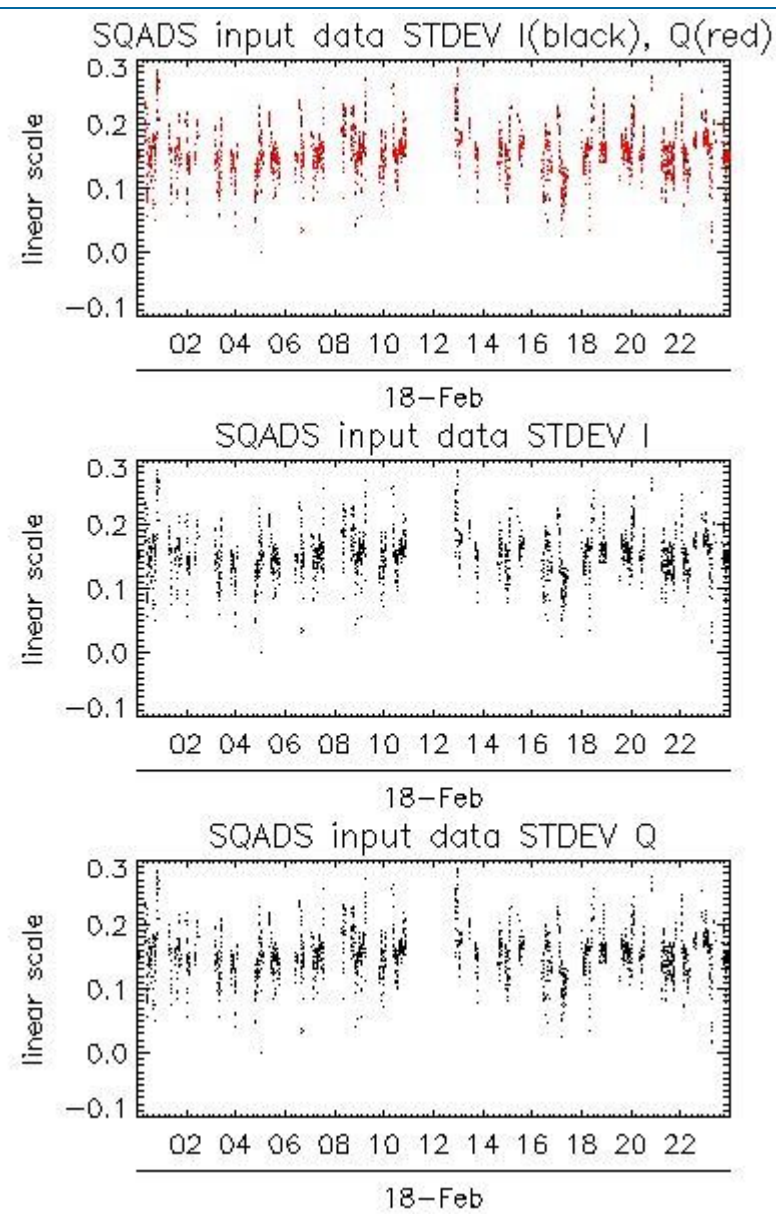 SQADS input data STDEV I(black), Q(red)
0.3
0.2
0.1
0.0
−0.1
linear scale
02 04 06 08 10 12 14 16 18 20 22
18−Feb
SQADS input data STDEV I
0.3
0.2
0.1
0.0
−0.1
linear scale
02 04 06 08 10 12 14 16 18 20 22
18−Feb
SQADS input data STDEV Q
0.3
0.2
0.1
0.0
−0.1
linear scale
02 04 06 08 10 12 14 16 18 20 22
18−Feb